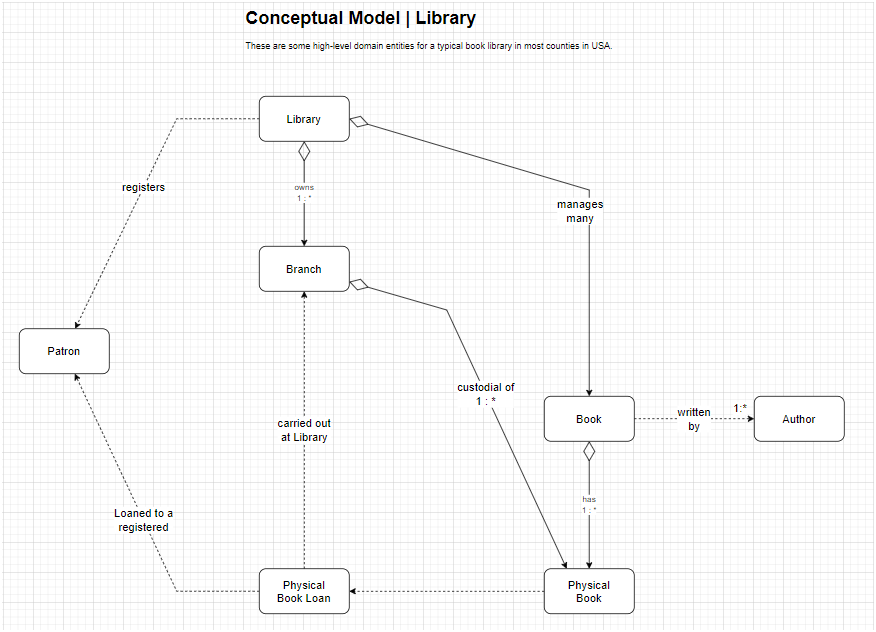 Conceptual Model | Library
These are some high-level domain entities for a typical book library in most counties in USA.
Library
registers
owns
1 : *
manages
many
Branch
Patron
custodial of
1 : *
Book
written
by
1:*
Author
carried out
at Library
has
1 : *
Loaned to a
registered
Physical
Book Loan
Physical
Book